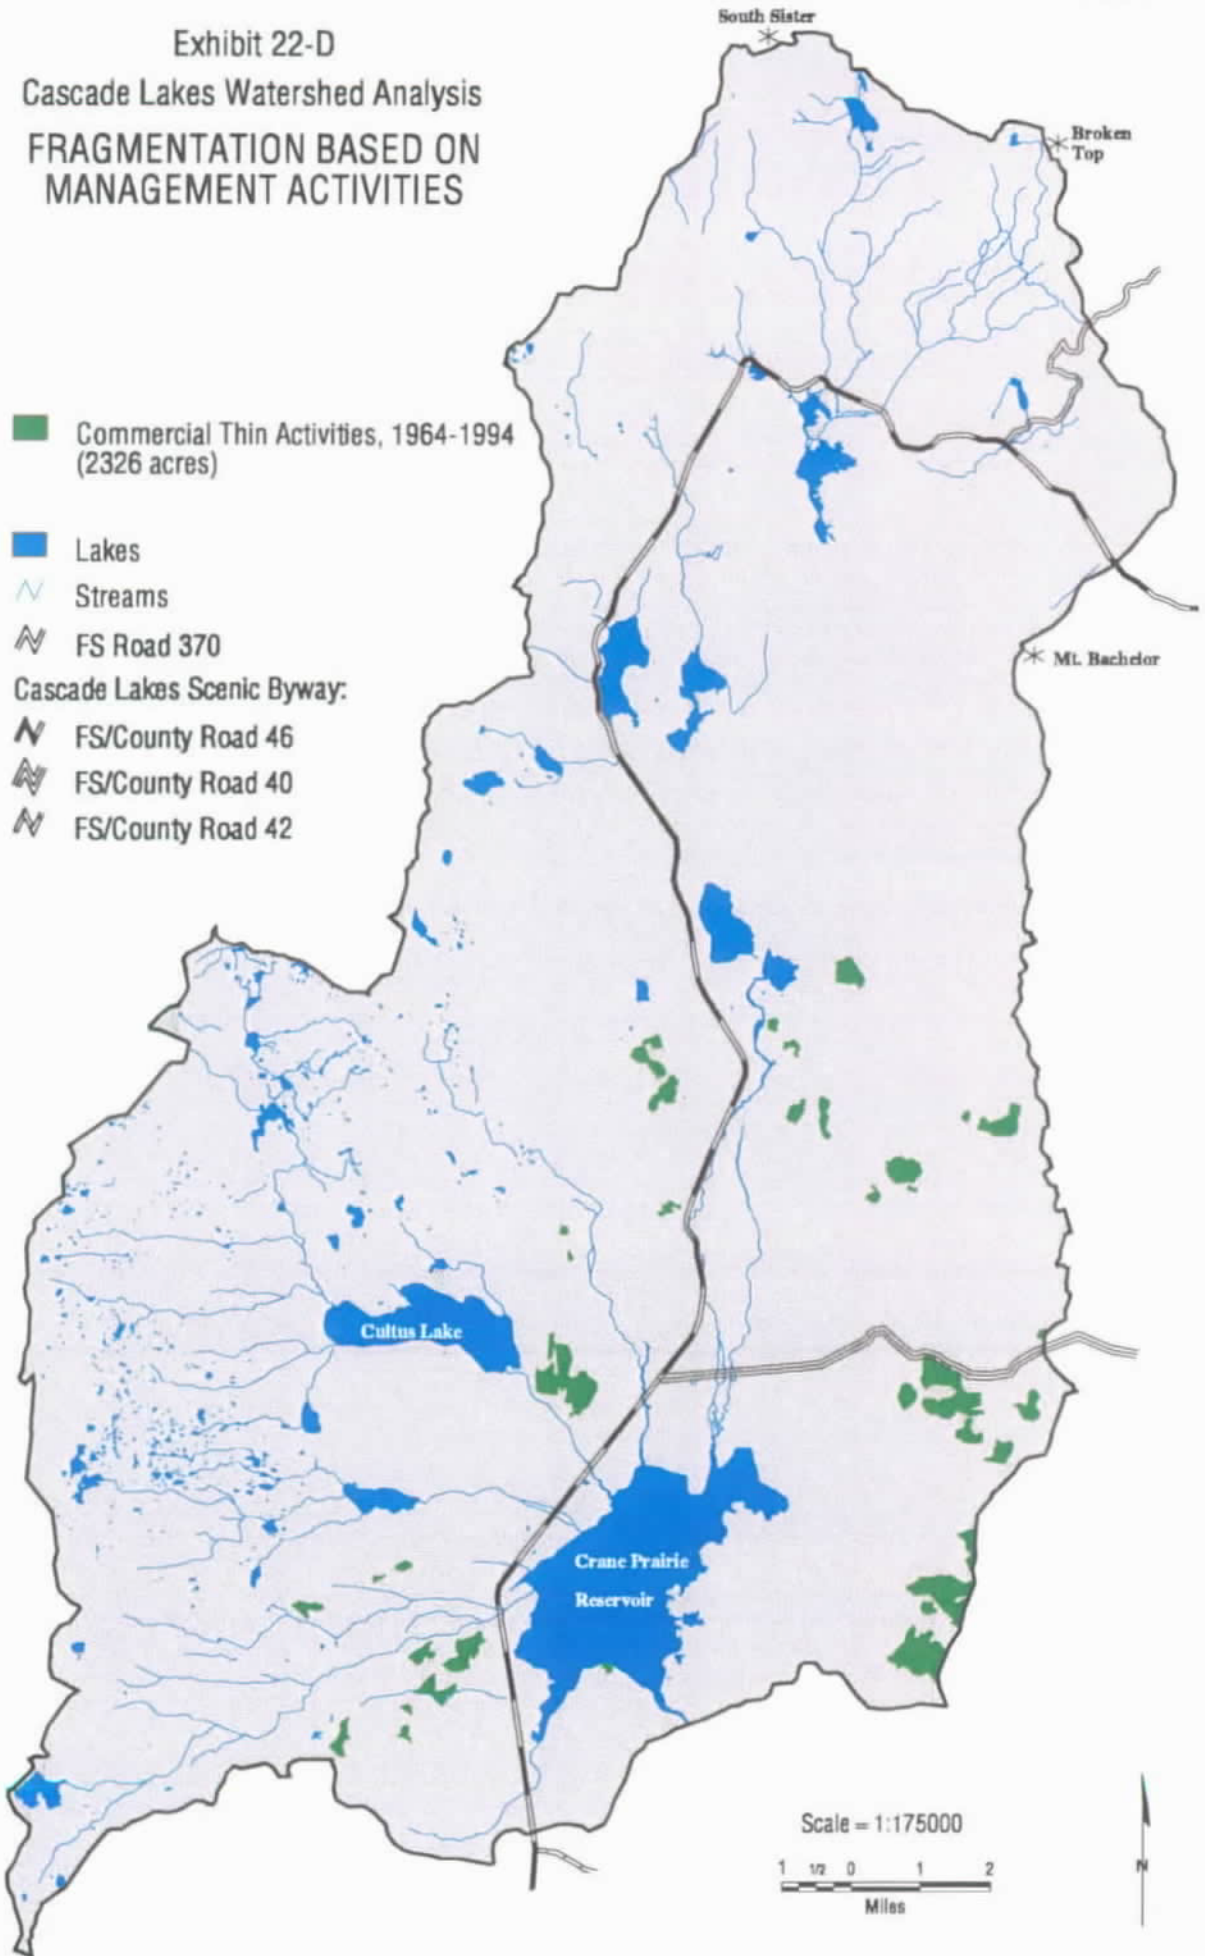 Exhibit 22-D
Cascade Lakes Watershed Analysis
FRAGMENTATION BASED ON
MANAGEMENT ACTIVITIES
South Sister
Broken
Top
Commercial Thin Activities, 1964-1994
(2326 acres)
Lakes
Streams
FS Road 370
Cascade Lakes Scenic Byway:
FS/County Road 46
FS/County Road 40
FS/County Road 42
Mt. Bachelor
Cultus Lake
Crane Prairie
Reservoir
Scale = 1:175000
1 1/2 0 1 2
Miles
N